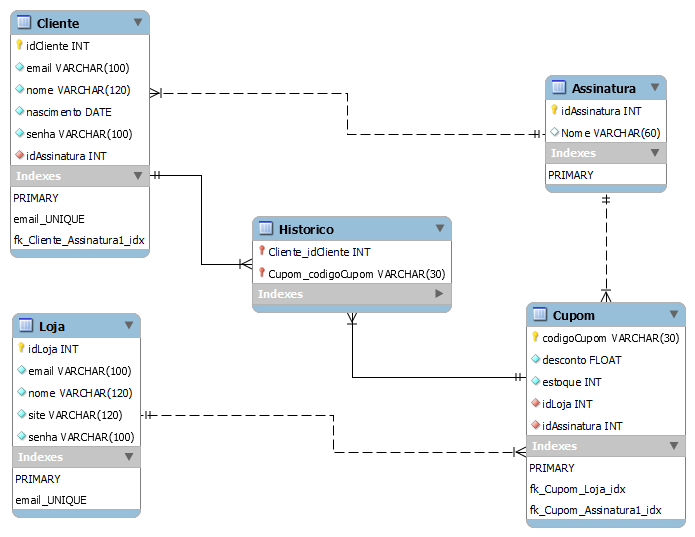 Cliente
idCliente INT
email VARCHAR(100)
nome VARCHAR(120)
nascimento DATE
senha VARCHAR(100)
idAssinatura INT
Indexes
PRIMARY
email_UNIQUE
fk_Cliente_Assinatura1_idx
Assinatura
idAssinatura INT
Nome VARCHAR(60)
Indexes
PRIMARY
Historico
Cliente_idCliente INT
Cupom_codigoCupom VARCHAR(30)
Indexes
Loja
idLoja INT
email VARCHAR(100)
nome VARCHAR(120)
site VARCHAR(120)
senha VARCHAR(100)
Indexes
PRIMARY
email_UNIQUE
Cupom
codigoCupom VARCHAR(30)
desconto FLOAT
estoque INT
idLoja INT
idAssinatura INT
Indexes
PRIMARY
fk_Cupom_Loja_idx
fk_Cupom_Assinatura1_idx